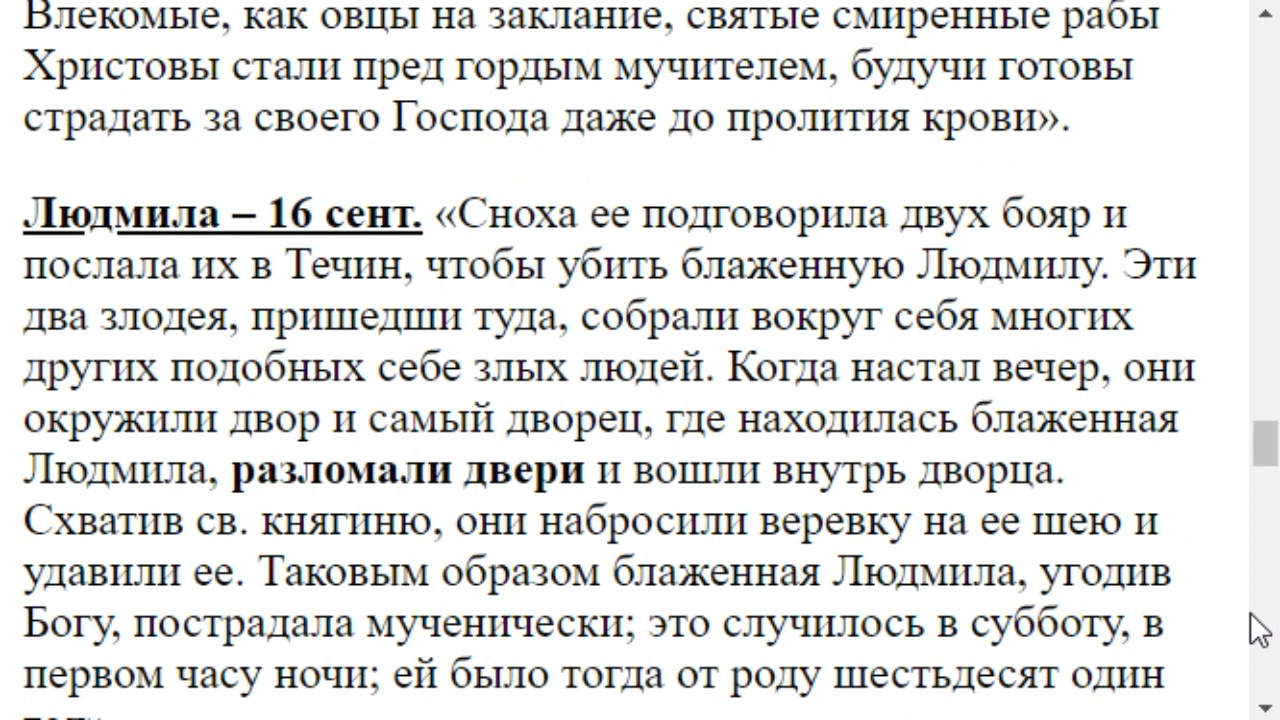 Влекомые, как овцы на заклание, святые смиренные рабы
Христовы стали пред гордым мучителем, будучи готовы
страдать за своего Господа даже до пролития крови».
Людмила – 16 сент. «Сноха ее подговорила двух бояр и
послала их в Течин, чтобы убить блаженную Людмилу. Эти
два злодея, пришедши туда, собрали вокруг себя многих
других подобных себе злых людей. Когда настал вечер, они
окружили двор и самый дворец, где находилась блаженная
Людмила, разломали двери и вошли внутрь дворца.
Схватив св. княгиню, они набросили веревку на ее шею и
удавили ее. Таковым образом блаженная Людмила, угодив
Богу, пострадала мученически; это случилось в субботу, в
первом часу ночи; ей было тогда от роду шестьдесят один